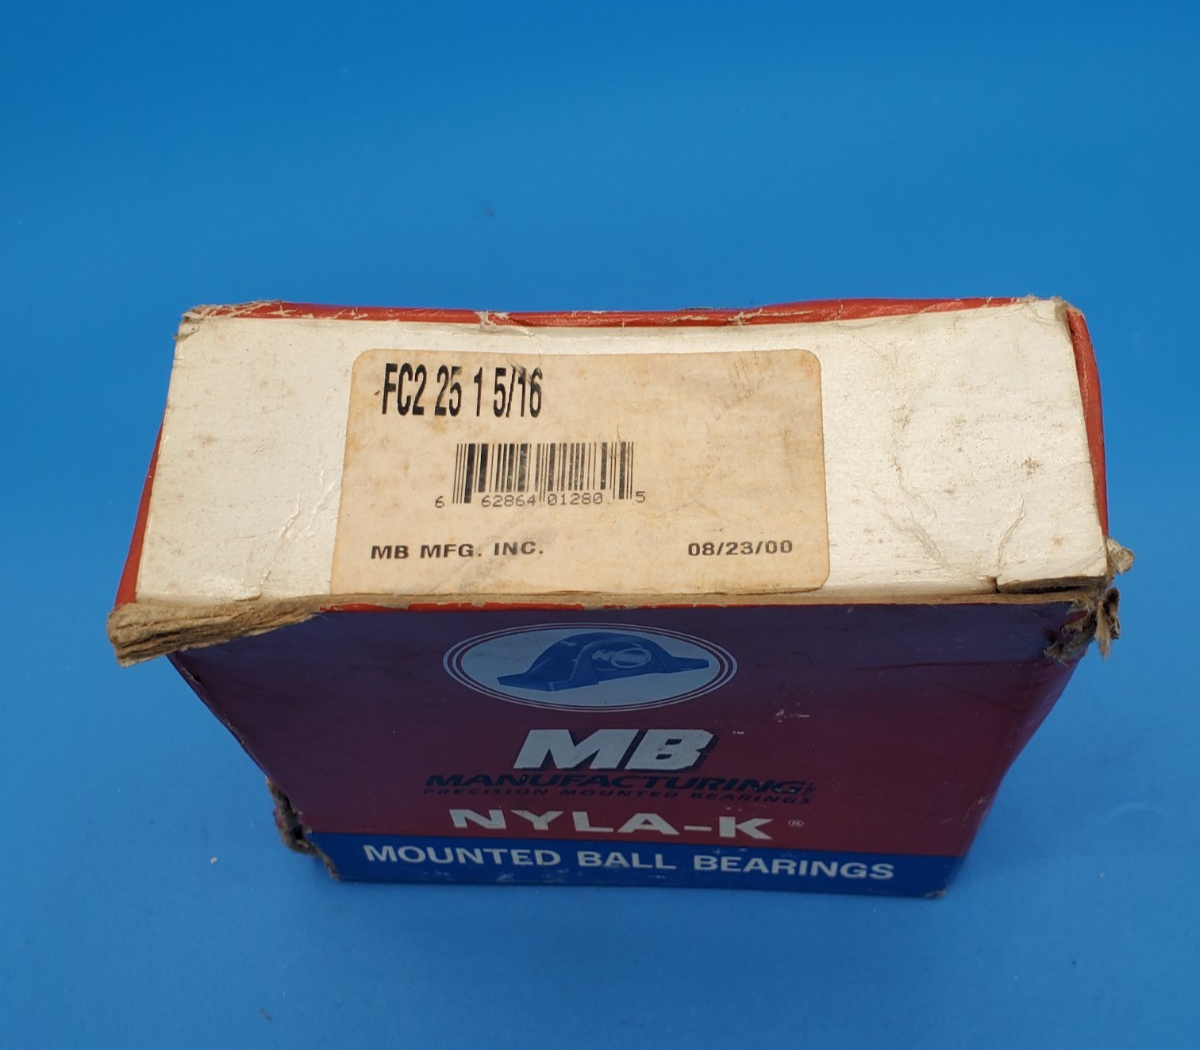 FC2 25 1 5/16
6 62864 01280 5
MB MFG. INC.
08/23/00
MB™
MANUFACTURING
PRECISION MOUNTED BEARINGS
NYLA-K®
MOUNTED BALL BEARINGS